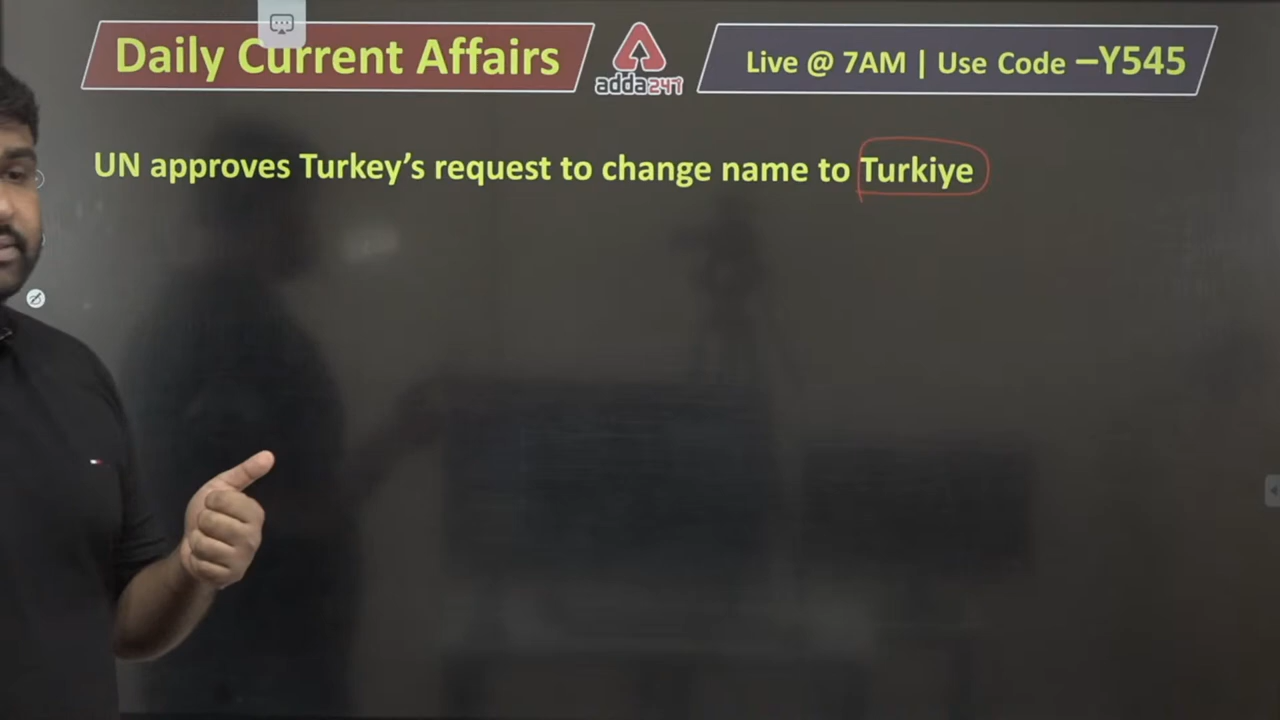 Daily Current Affairs
adda247
Live @ 7AM | Use Code –Y545
UN approves Turkey’s request to change name to Turkiye